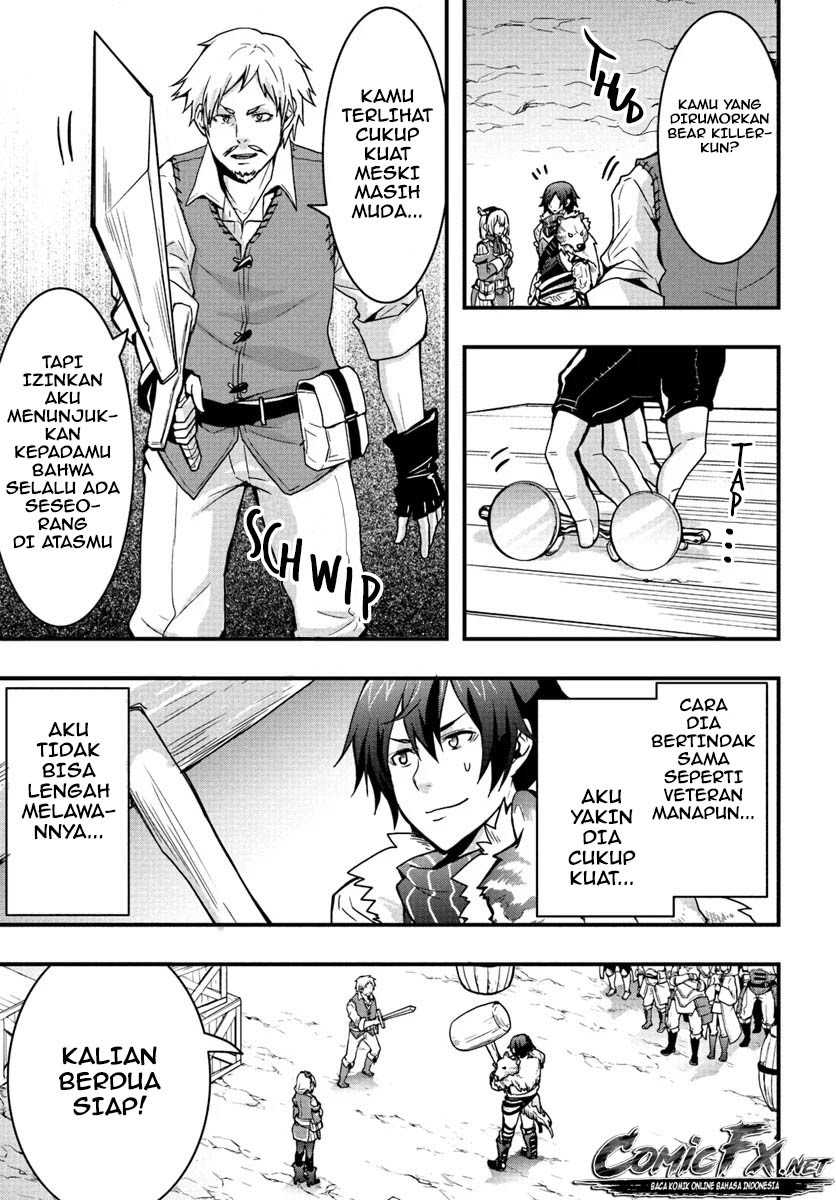 KAMU YANG
DIRUMORKAN
BEAR KILLER-
KUN?
THUD
TAP...
KAMU
TERLIHAT
CUKUP
KUAT
MESKI
MASIH
MUDA...
TAPI
IZINKAN
AKU
MENUNJUK-
KAN
KEPADAMU
BAHWA
SELALU ADA
SESEO-
RANG
DI ATASMU
SCHWIP
CARA
DIA
BERTINDAK
SAMA
SEPERTI
VETERAN
MANAPUN...
AKU
YAKIN
DIA
CUKUP
KUAT...
AKU
TIDAK
BISA
LENGAH
MELAWA-
NNYA...
KALIAN
BERDUA
SIAP!
COMICFX.NET
BACA KOMIK ONLINE BAHASA INDONESIA